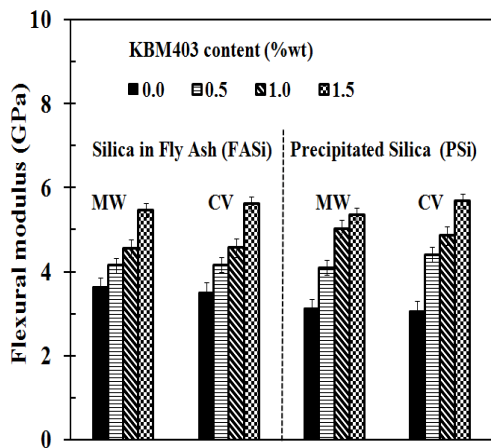 10
8
6
4
2
0
Flexural modulus (GPa)
KBM403 content (%wt)
0.0 0.5 1.0 1.5
Silica in Fly Ash (FASi) Precipitated Silica (PSi)
MW CV MW CV